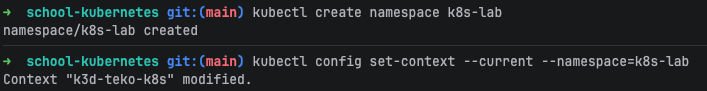 ➜  school-kubernetes git:(main) kubectl create namespace k8s-lab
namespace/k8s-lab created
➜  school-kubernetes git:(main) kubectl config set-context --current --namespace=k8s-lab
Context "k3d-teko-k8s" modified.